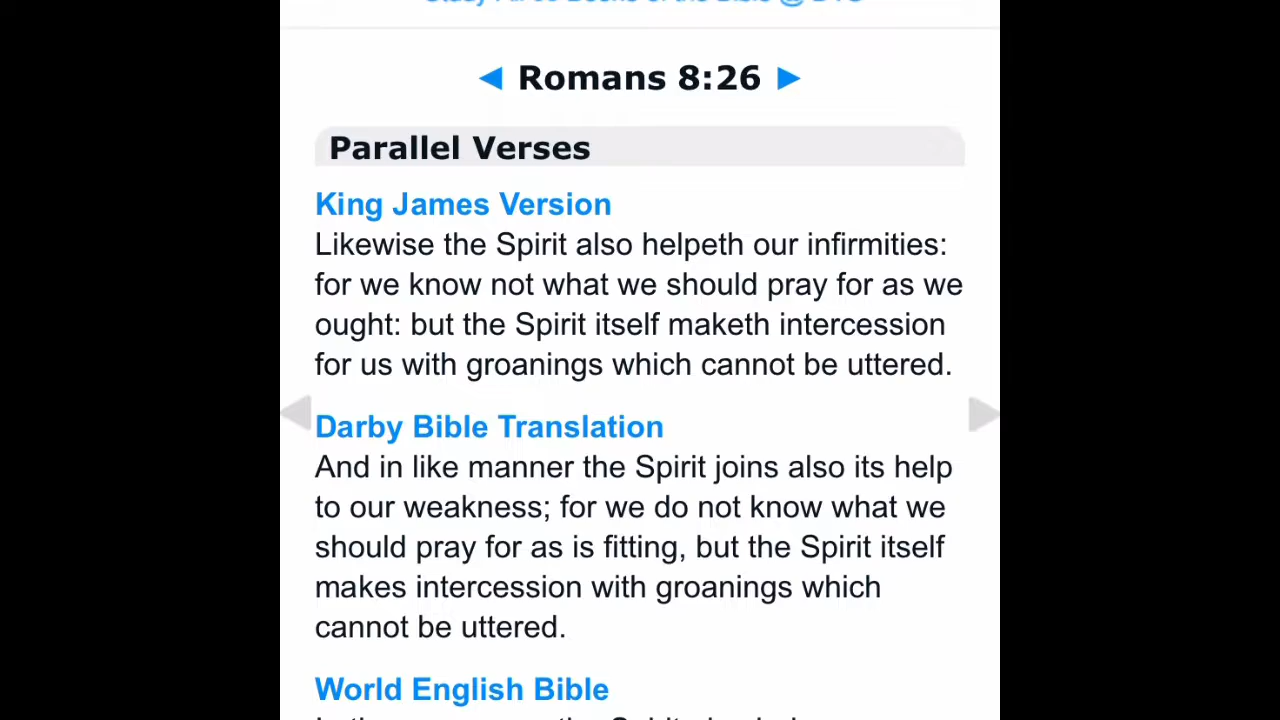 ◄ Romans 8:26 ►
Parallel Verses
King James Version
Likewise the Spirit also helpeth our infirmities:
for we know not what we should pray for as we
ought: but the Spirit itself maketh intercession
for us with groanings which cannot be uttered.
Darby Bible Translation
And in like manner the Spirit joins also its help
to our weakness; for we do not know what we
should pray for as is fitting, but the Spirit itself
makes intercession with groanings which
cannot be uttered.
World English Bible